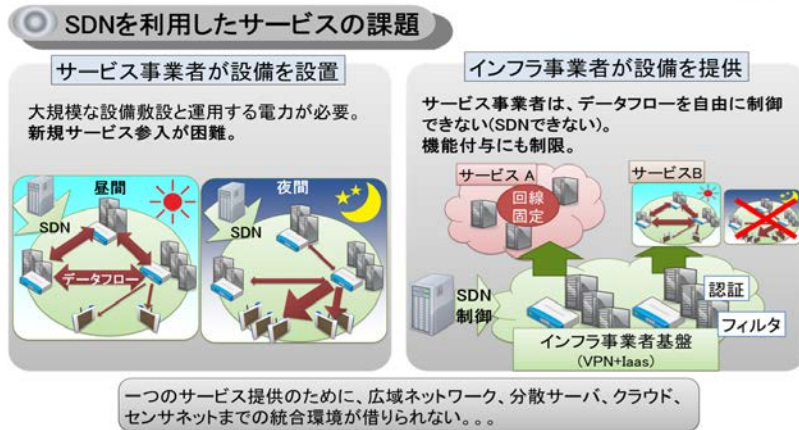 SDNを利用したサービスの課題
サービス事業者が設備を設置
大規模な設備敷設と運用する電力が必要。
新規サービス参入が困難。
昼間
SDN
データフロー
夜間
SDN
インフラ事業者が設備を提供
サービス事業者は、データフローを自由に制御
できない(SDNできない)。
機能付与にも制限。
サービス A
回線
固定
サービスB
SDN
制御
認証
フィルタ
インフラ事業者基盤
(VPN+Iaas)
一つのサービス提供のために、広域ネットワーク、分散サーバ、クラウド、
センサネットまでの統合環境が借りられない。。。